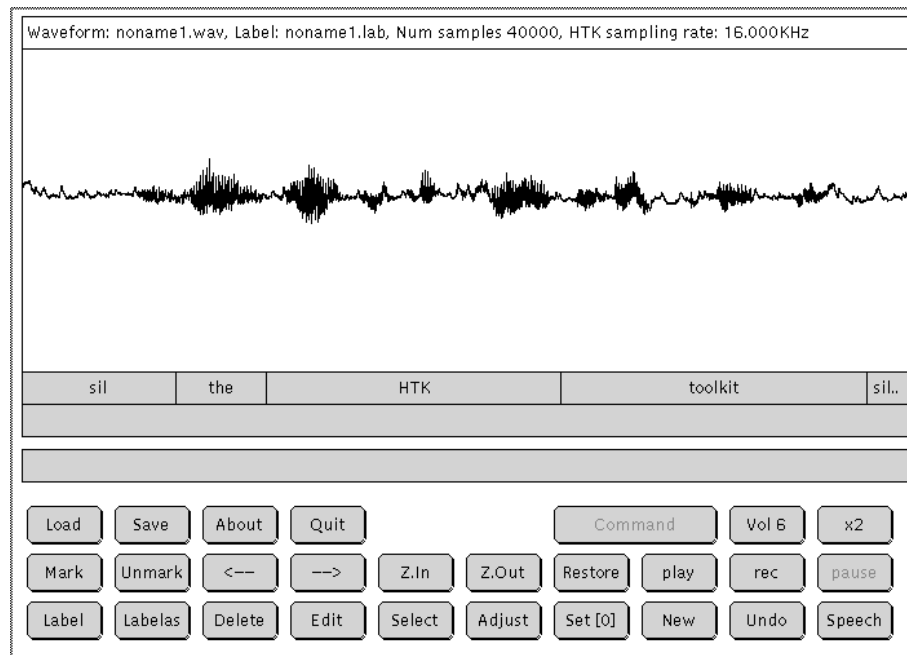 Waveform: noname1.wav, Label: noname1.lab, Num samples 40000, HTK sampling rate: 16.000KHz
sil the HTK toolkit sil..
Load Save About Quit Command Vol 6 x2
Mark Unmark <-- --> Z.In Z.Out Restore play rec pause
Label Labelas Delete Edit Select Adjust Set [0] New Undo Speech